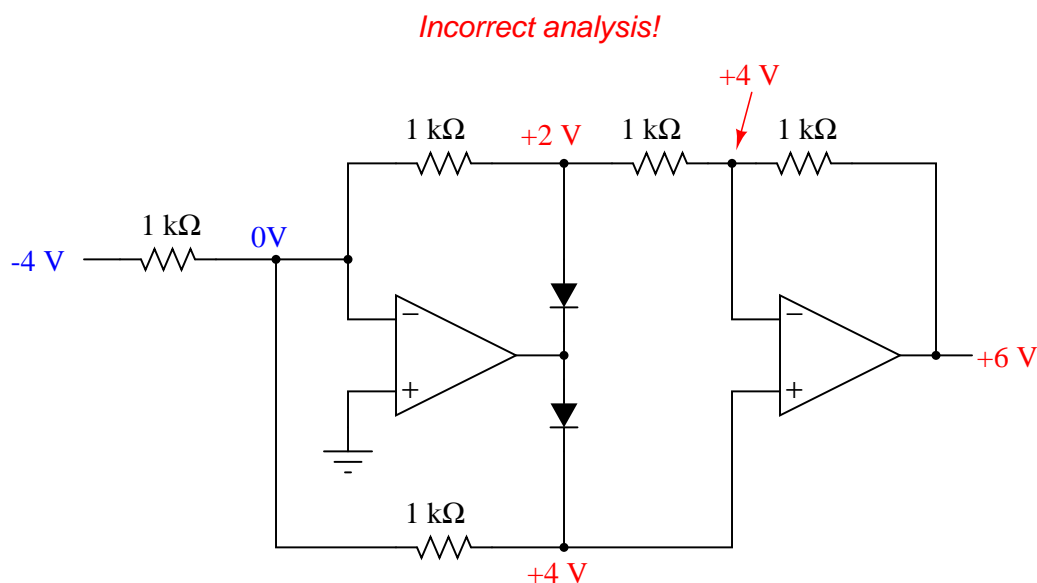 Incorrect analysis!
+4 V
1 kΩ
+2 V
1 kΩ
1 kΩ
1 kΩ
0V
-4 V
−
+
−
+
+6 V
1 kΩ
+4 V